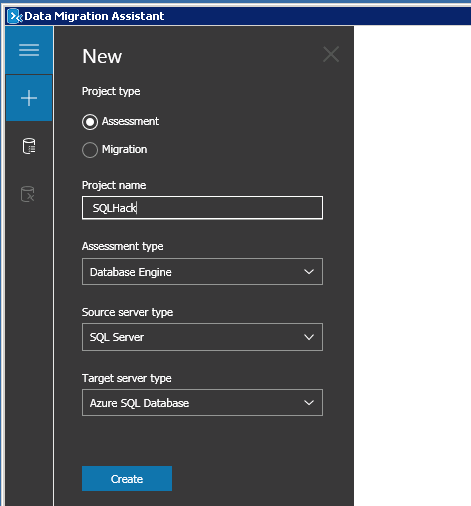 Data Migration Assistant
New
Project type
Assessment
Migration
Project name
SQLHack
Assessment type
Database Engine
Source server type
SQL Server
Target server type
Azure SQL Database
Create